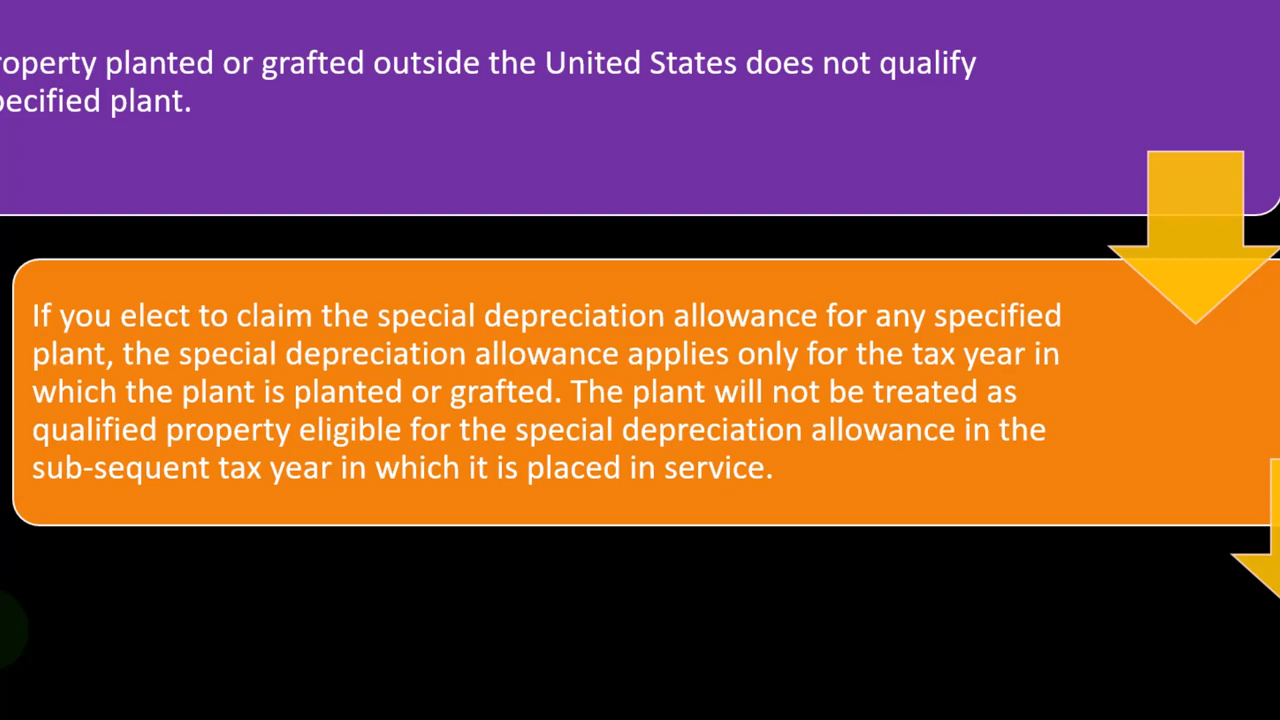 roperty planted or grafted outside the United States does not qualify
pecified plant.
If you elect to claim the special depreciation allowance for any specified
plant, the special depreciation allowance applies only for the tax year in
which the plant is planted or grafted. The plant will not be treated as
qualified property eligible for the special depreciation allowance in the
sub-sequent tax year in which it is placed in service.